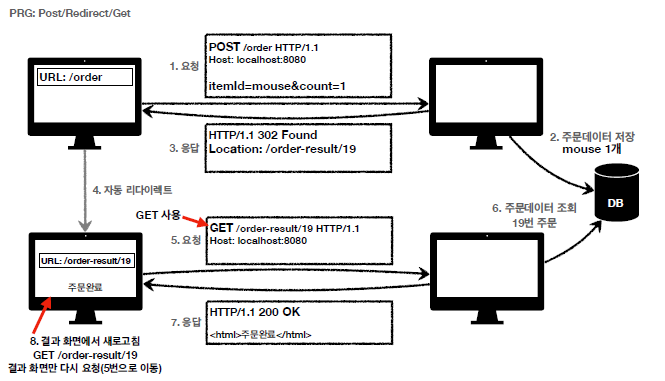 PRG: Post/Redirect/Get
URL: /order
1. 요청
POST /order HTTP/1.1
Host: localhost:8080
itemId=mouse&count=1
3. 응답
HTTP/1.1 302 Found
Location: /order-result/19
2. 주문데이터 저장
mouse 1개
4. 자동 리다이렉트
GET 사용
5. 요청
GET /order-result/19 HTTP/1.1
Host: localhost:8080
6. 주문데이터 조회
19번 주문
DB
URL: /order-result/19
주문완료
7. 응답
HTTP/1.1 200 OK
<html>주문완료</html>
8. 결과 화면에서 새로고침
GET /order-result/19
결과 화면만 다시 요청(5번으로 이동)